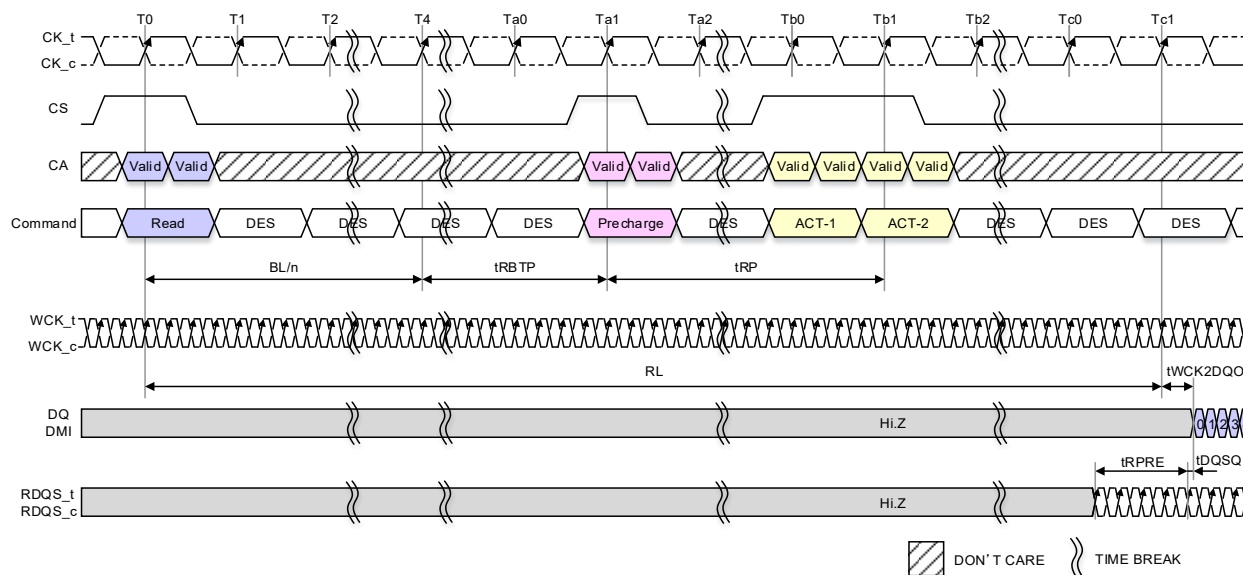 T0 T1 T2 T4 Ta0 Ta1 Ta2 Tb0 Tb1 Tb2 Tc0 Tc1
CK_t
CK_c
CS
CA Valid Valid Valid Valid Valid Valid Valid Valid
Command Read DES DES DES DES Precharge DES ACT-1 ACT-2 DES DES DES
BL/n tRBTP tRP
WCK_t
WCK_c
RL tWCK2DQO
DQ
DMI
Hi.Z 0 1 2 3
tRPRE tDQSQ
RDQS_t
RDQS_c
Hi.Z
DON'T CARE TIME BREAK